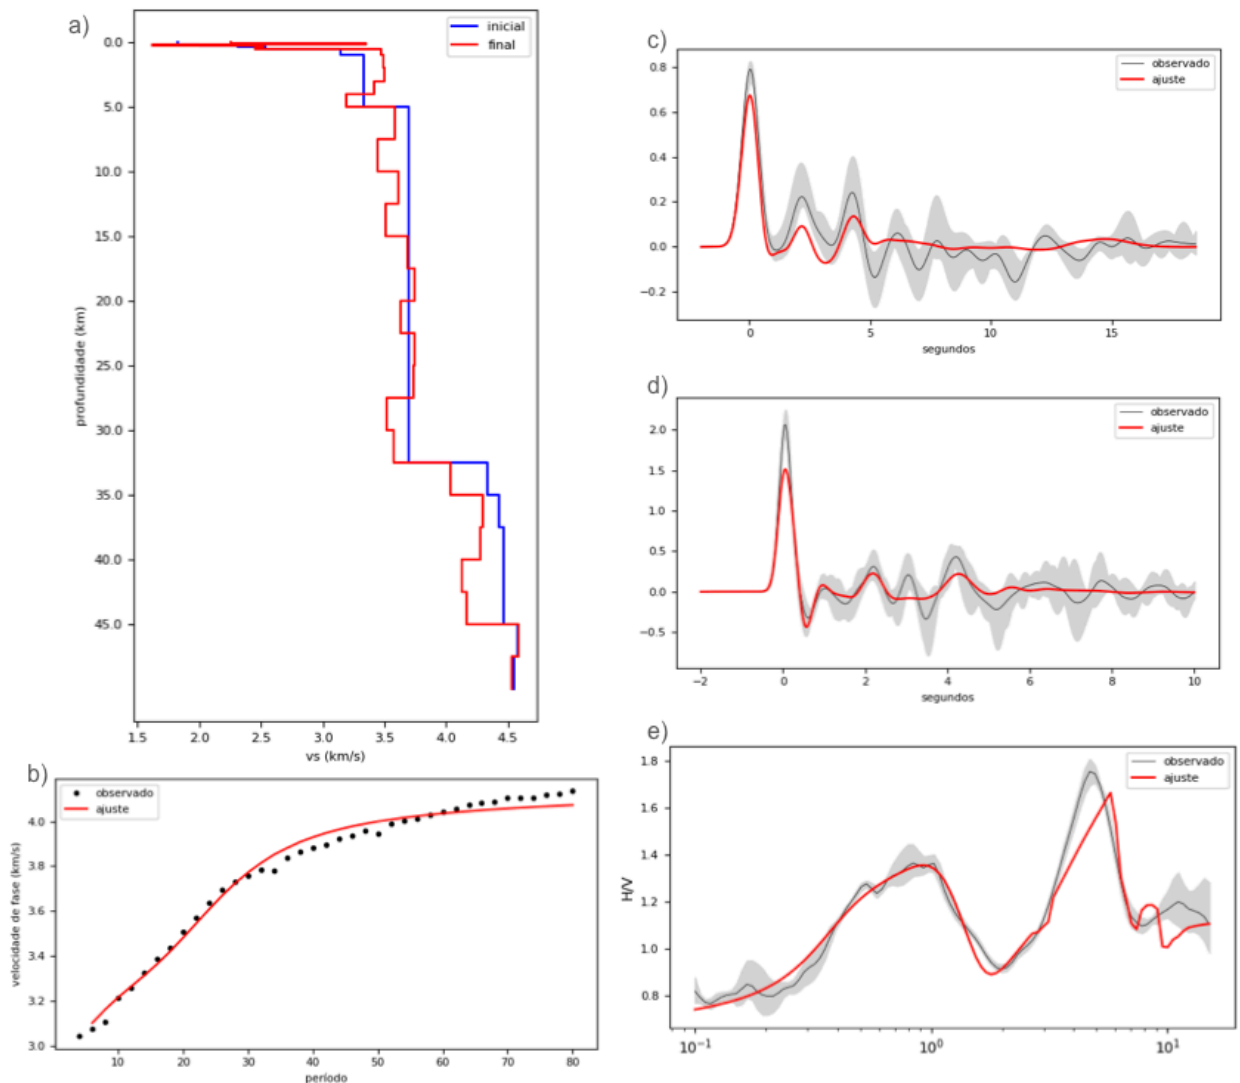 a)
inicial
final
0.0
5.0
10.0
15.0
20.0
25.0
30.0
35.0
40.0
45.0
profundidade (km)
1.5 2.0 2.5 3.0 3.5 4.0 4.5
vs (km/s)
b)
observado
ajuste
4.0
3.8
3.6
3.4
3.2
3.0
velocidade de fase (km/s)
10 20 30 40 50 60 70 80
período
c)
observado
ajuste
0.8
0.6
0.4
0.2
0.0
−0.2
0 5 10 15
segundos
d)
observado
ajuste
2.0
1.5
1.0
0.5
0.0
−0.5
−2 0 2 4 6 8 10
segundos
e)
observado
ajuste
1.8
1.6
1.4
1.2
1.0
0.8
H/V
10⁻¹ 10⁰ 10¹